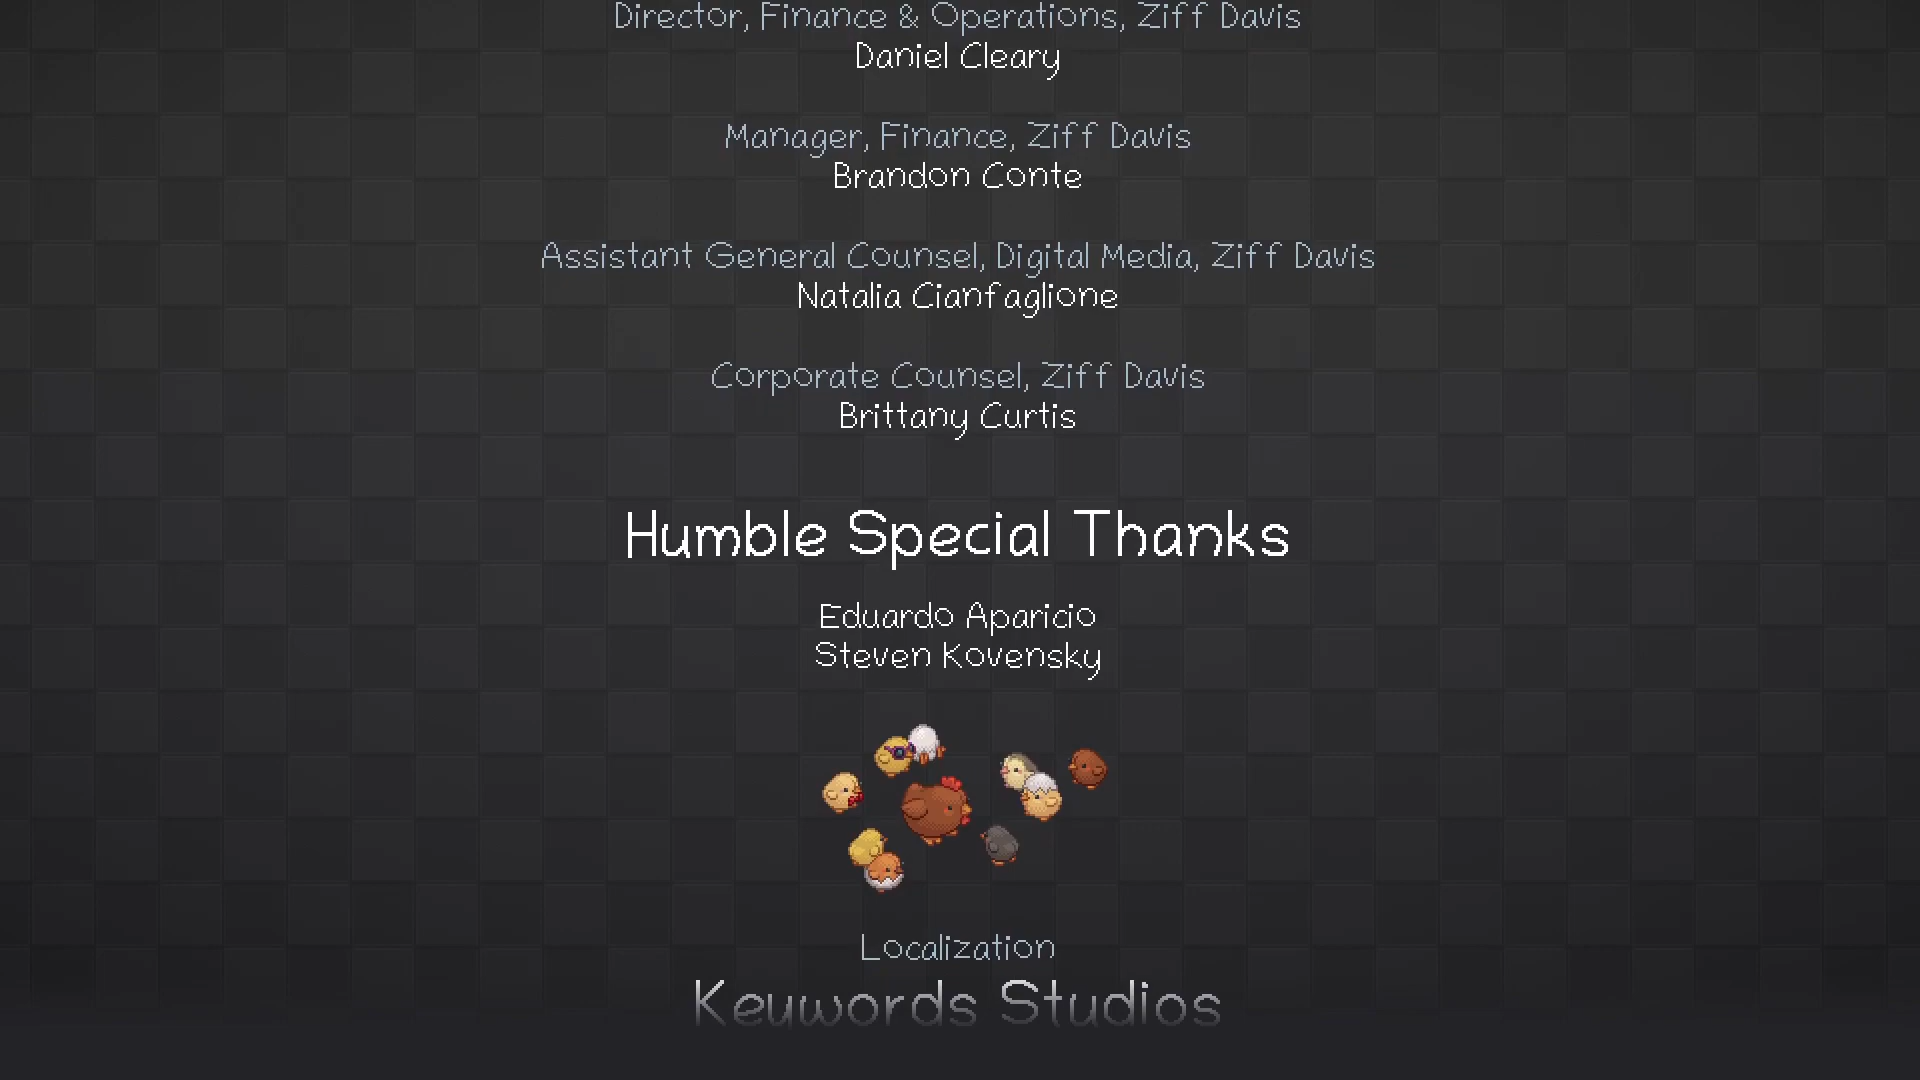 Director, Finance & Operations, Ziff Davis
Daniel Cleary
Manager, Finance, Ziff Davis
Brandon Conte
Assistant General Counsel, Digital Media, Ziff Davis
Natalia Cianfaglione
Corporate Counsel, Ziff Davis
Brittany Curtis
Humble Special Thanks
Eduardo Aparicio
Steven Kovensky
Localization
Keywords Studios